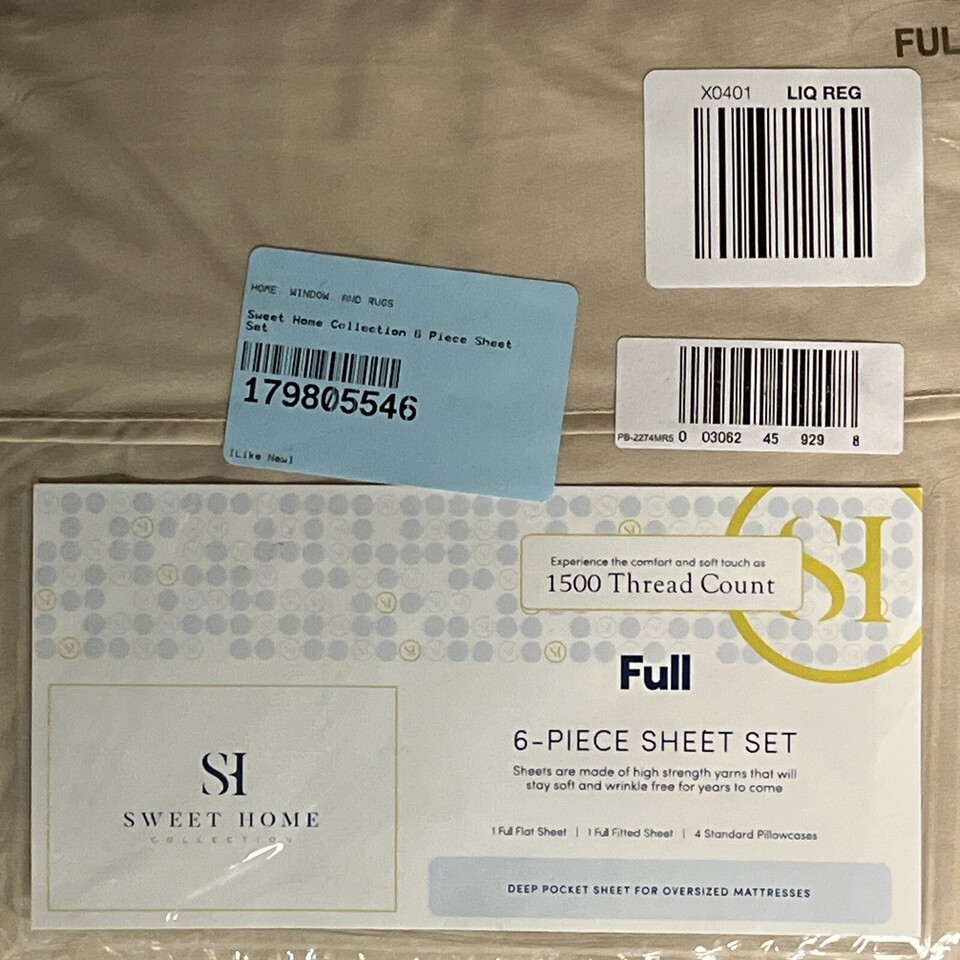 FUL
X0401 LIQ REG
HOME WINDOW AND RUGS
Sweet Home Collection 6 Piece Sheet
Set
179805546
[Like New]
PB-2274MRS 0 03062 45 929 8
SH
Experience the comfort and soft touch as
1500 Thread Count
Full
6-PIECE SHEET SET
Sheets are made of high strength yarns that will
stay soft and wrinkle free for years to come
1 Full Flat Sheet | 1 Full Fitted Sheet | 4 Standard Pillowcases
DEEP POCKET SHEET FOR OVERSIZED MATTRESSES
SH
SWEET HOME
COLLECTION